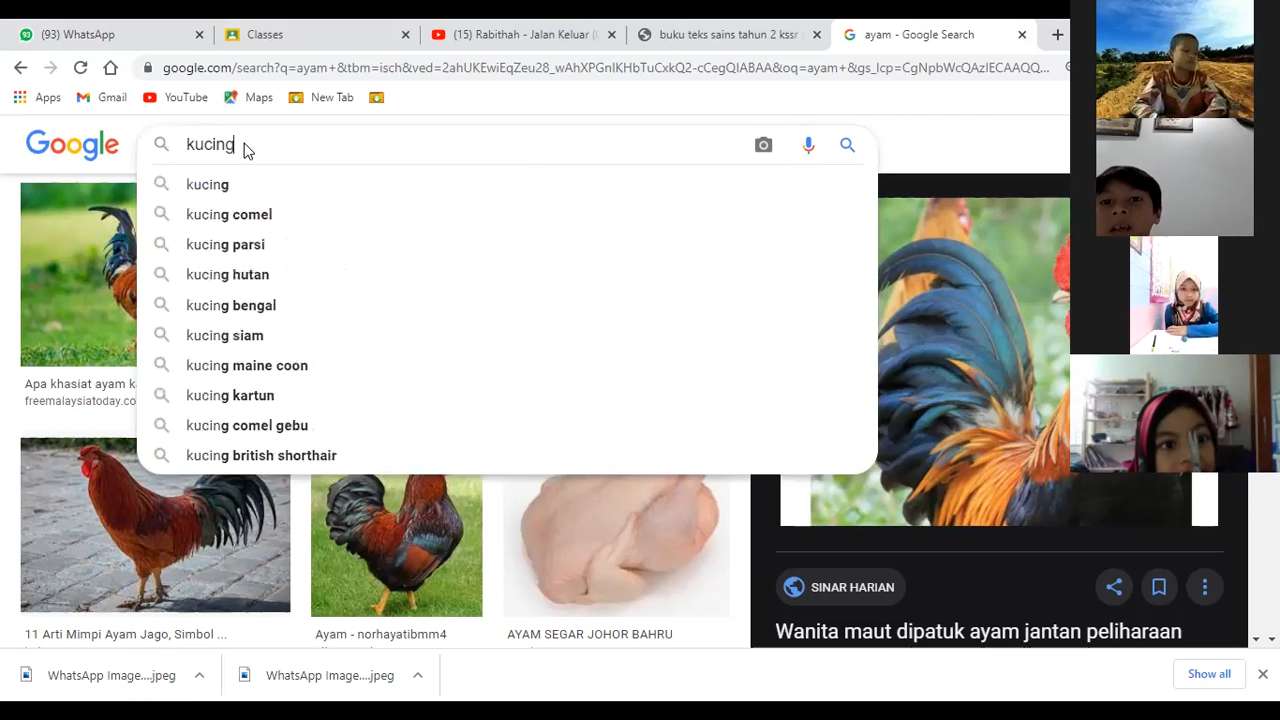 (93) WhatsApp
Classes
(15) Rabithah - Jalan Keluar (
buku teks sains tahun 2 kssr
ayam - Google Search
google.com/search?q=ayam+&tbm=isch&ved=2ahUKEwiEqZeu3_wAhXPGnIKHbTuCxkQ2-cCegQIABAA&oq=ayam+&gs_lcp=CgNpbWcQAzIECAAQQ...
Apps
Gmail
YouTube
Maps
New Tab
Google
kucing
kucing
kucing comel
kucing parsi
kucing hutan
kucing bengal
kucing siam
kucing maine coon
kucing kartun
kucing comel gebu
kucing british shorthair
Apa khasiat ayam k
freemalaysiatoday.co
11 Arti Mimpi Ayam Jago, Simbol ...
Ayam - norhayatibmm4
AYAM SEGAR JOHOR BAHRU
SINAR HARIAN
Wanita maut dipatuk ayam jantan peliharaan
WhatsApp Image....jpeg
WhatsApp Image....jpeg
Show all